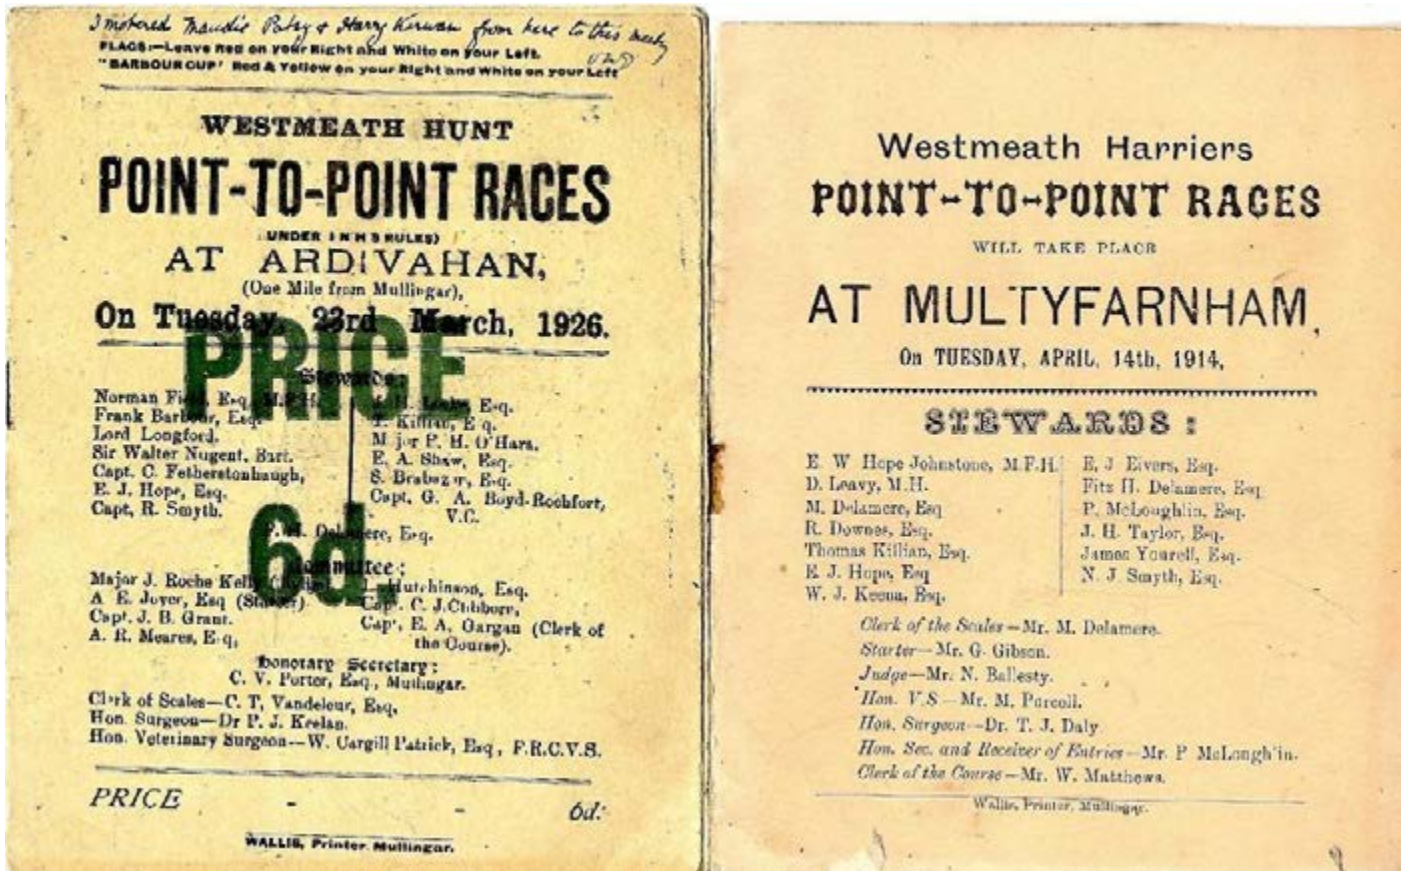 I motored Maudie Patsy & Harry Kirwan from here to this meeting
FLAGS:—Leave Red on your Right and White on your Left.
"BARBOUR CUP" Red & Yellow on your Right and White on your Left
WESTMEATH HUNT
POINT-TO-POINT RACES
UNDER I N H S RULES)
AT ARDIVAHAN,
(One Mile from Mullingar),
On Tuesday, 23rd March, 1926.
PRICE
Stewards:
Norman Field, Esq., M.F.H.
Frank Barbour, Esq.
Lord Longford.
Sir Walter Nugent, Bart.
Capt. C. Fetherstonhaugh,
E. J. Hope, Esq.
Capt. R. Smyth.
Esq.
T. Killian, Esq.
Major P. H. O'Hara.
E. A. Shaw, Esq.
S. Brabazon, Esq.
Capt. G. A. Boyd-Rochfort,
V.C.
Delamere, Esq.
6d.
Committee:
Major J. Roche Kelly
A. E. Joyer, Esq (Starter)
Capt. J. B. Grant.
A. R. Meares, Esq,
Hutchinson, Esq.
Capt. C. J. Clibborn,
Capt. E. A. Gargan (Clerk of
the Course).
Honorary Secretary:
C. V. Porter, Esq., Mullingar.
Clerk of Scales—C. T. Vandeleur, Esq,
Hon. Surgeon—Dr P. J. Keelan.
Hon. Veterinary Surgeon—W. Cargill Patrick, Esq, F.R.C.V.S.
PRICE - - 6d:
WALLIS, Printer. Mullingar.
Westmeath Harriers
POINT-TO-POINT RACES
WILL TAKE PLACE
AT MULTYFARNHAM,
On TUESDAY, APRIL, 14th, 1914,
STEWARDS:
E. W Hope Johnstone, M.F.H.
D. Leavy, M.H.
M. Delamere, Esq
R. Downes, Esq.
Thomas Killian, Esq.
E. J. Hope, Esq
W. J. Keena, Esq.
E. J Eivers, Esq.
Fitz H. Delamere, Esq
P. McLoughlin, Esq.
J. H. Taylor, Esq.
James Yourell, Esq.
N. J Smyth, Esq.
Clerk of the Scales—Mr. M. Delamere.
Starter—Mr. G. Gibson.
Judge—Mr. N. Ballesty.
Hon. V.S—Mr. M. Purcell.
Hon. Surgeon—Dr. T. J. Daly
Hon. Sec. and Receiver of Entries—Mr. P McLoughlin.
Clerk of the Course—Mr. W. Matthews.
Wallis, Printer, Mullingar.